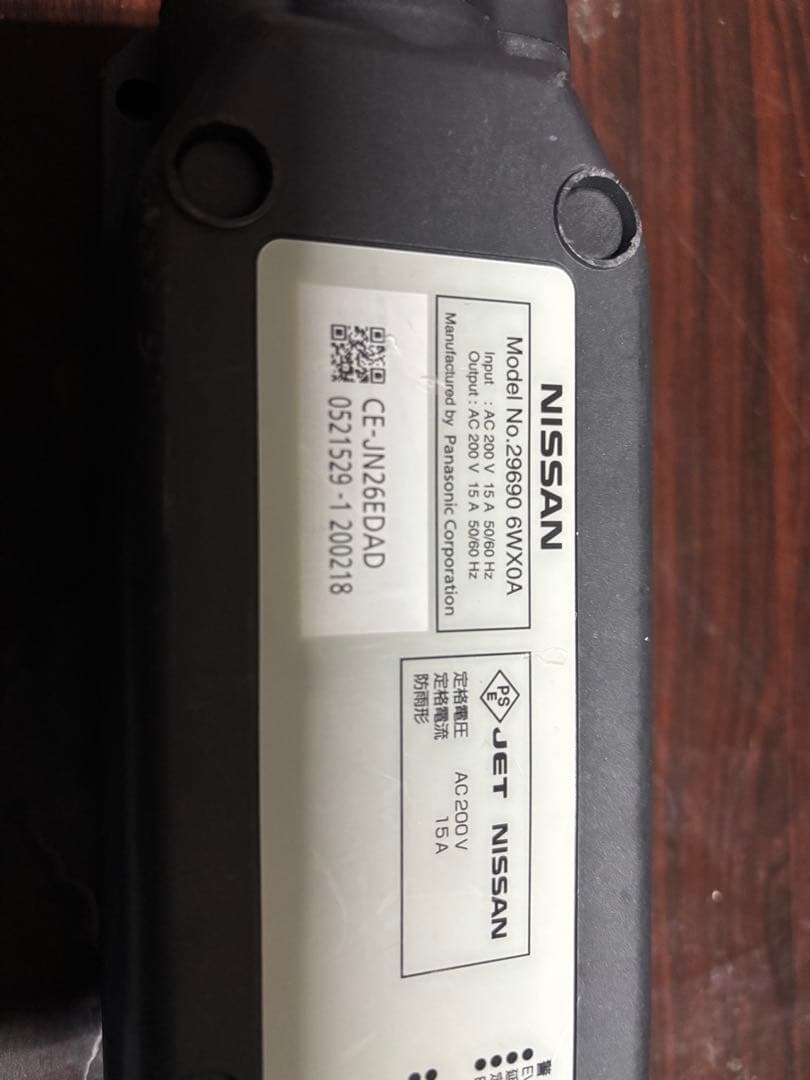 NISSAN
Model No.29690 6WX0A
Input : AC 200 V 15 A 50/60 Hz
Output : AC 200 V 15 A 50/60 Hz
Manufactured by Panasonic Corporation
CE-JN26EDAD
0521529 -1 200218
PS
E
JET NISSAN
定格電圧 AC200V
定格電流 15A
防雨形